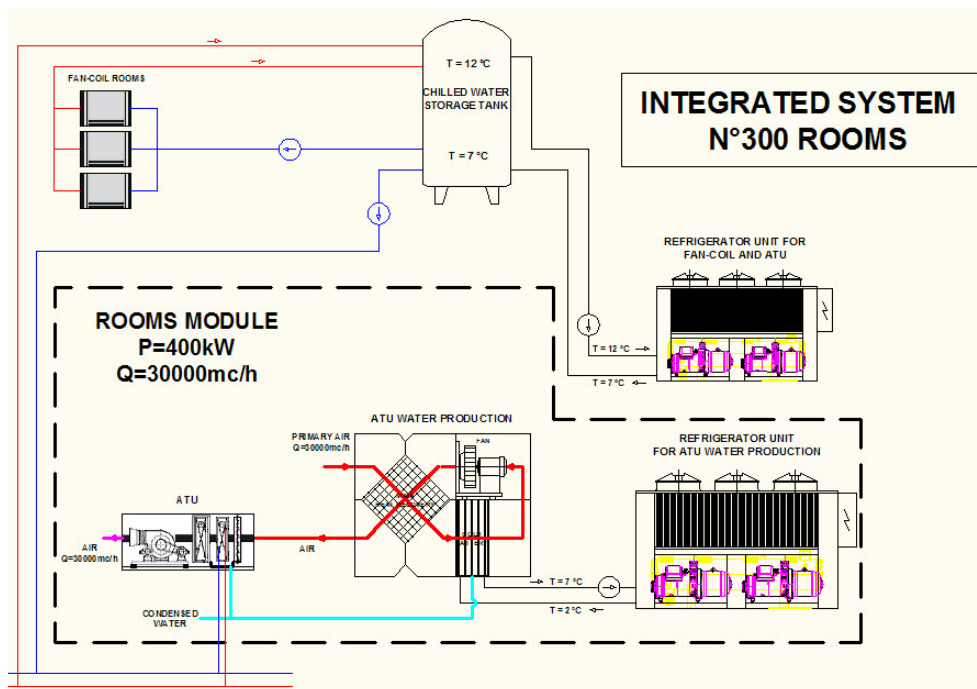 FAN-COIL ROOMS
T = 12 °C
CHILLED WATER
STORAGE TANK
T = 7 °C
INTEGRATED SYSTEM
N°300 ROOMS
REFRIGERATOR UNIT FOR
FAN-COIL AND ATU
T = 12 °C
T = 7 °C
ROOMS MODULE
P=400kW
Q=30000mc/h
ATU WATER PRODUCTION
PRIMARY AIR
Q=30000mc/h
FAN
REFRIGERATOR UNIT
FOR ATU WATER PRODUCTION
ATU
AIR
Q=30000mc/h
AIR
T = 7 °C
T = 2 °C
CONDENSED
WATER